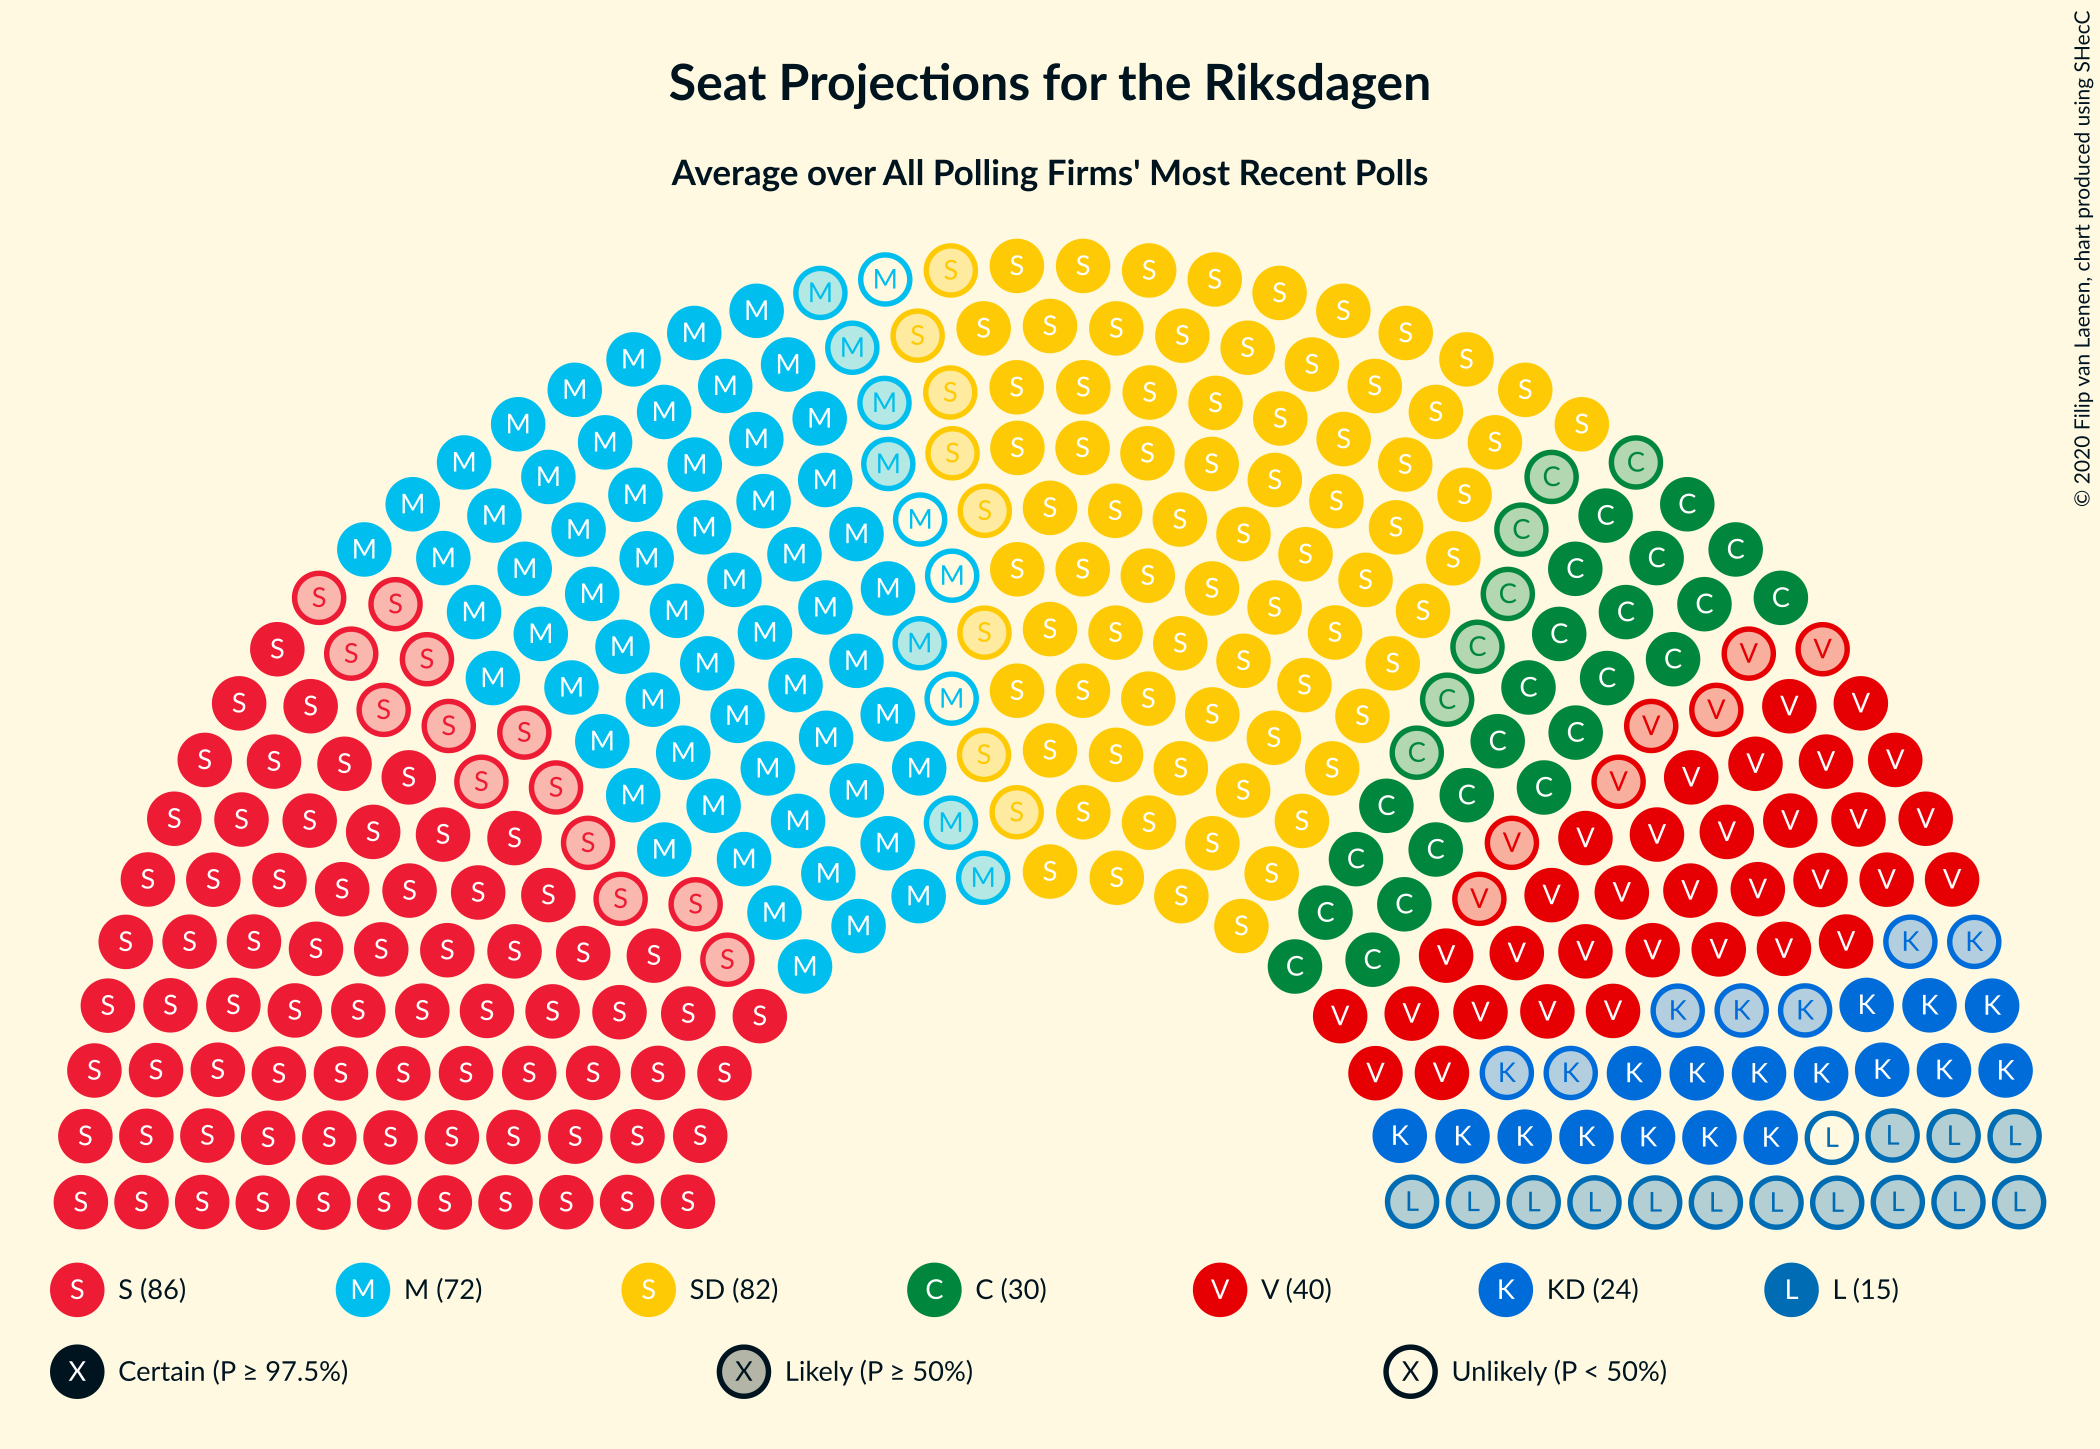 Seat Projections for the Riksdagen
Average over All Polling Firms' Most Recent Polls
© 2020 Filip van Laenen, chart produced using SHecC
S S (86) M M (72) S SD (82) C C (30) V V (40) K KD (24) L L (15)
X Certain (P ≥ 97.5%) X Likely (P ≥ 50%) X Unlikely (P < 50%)